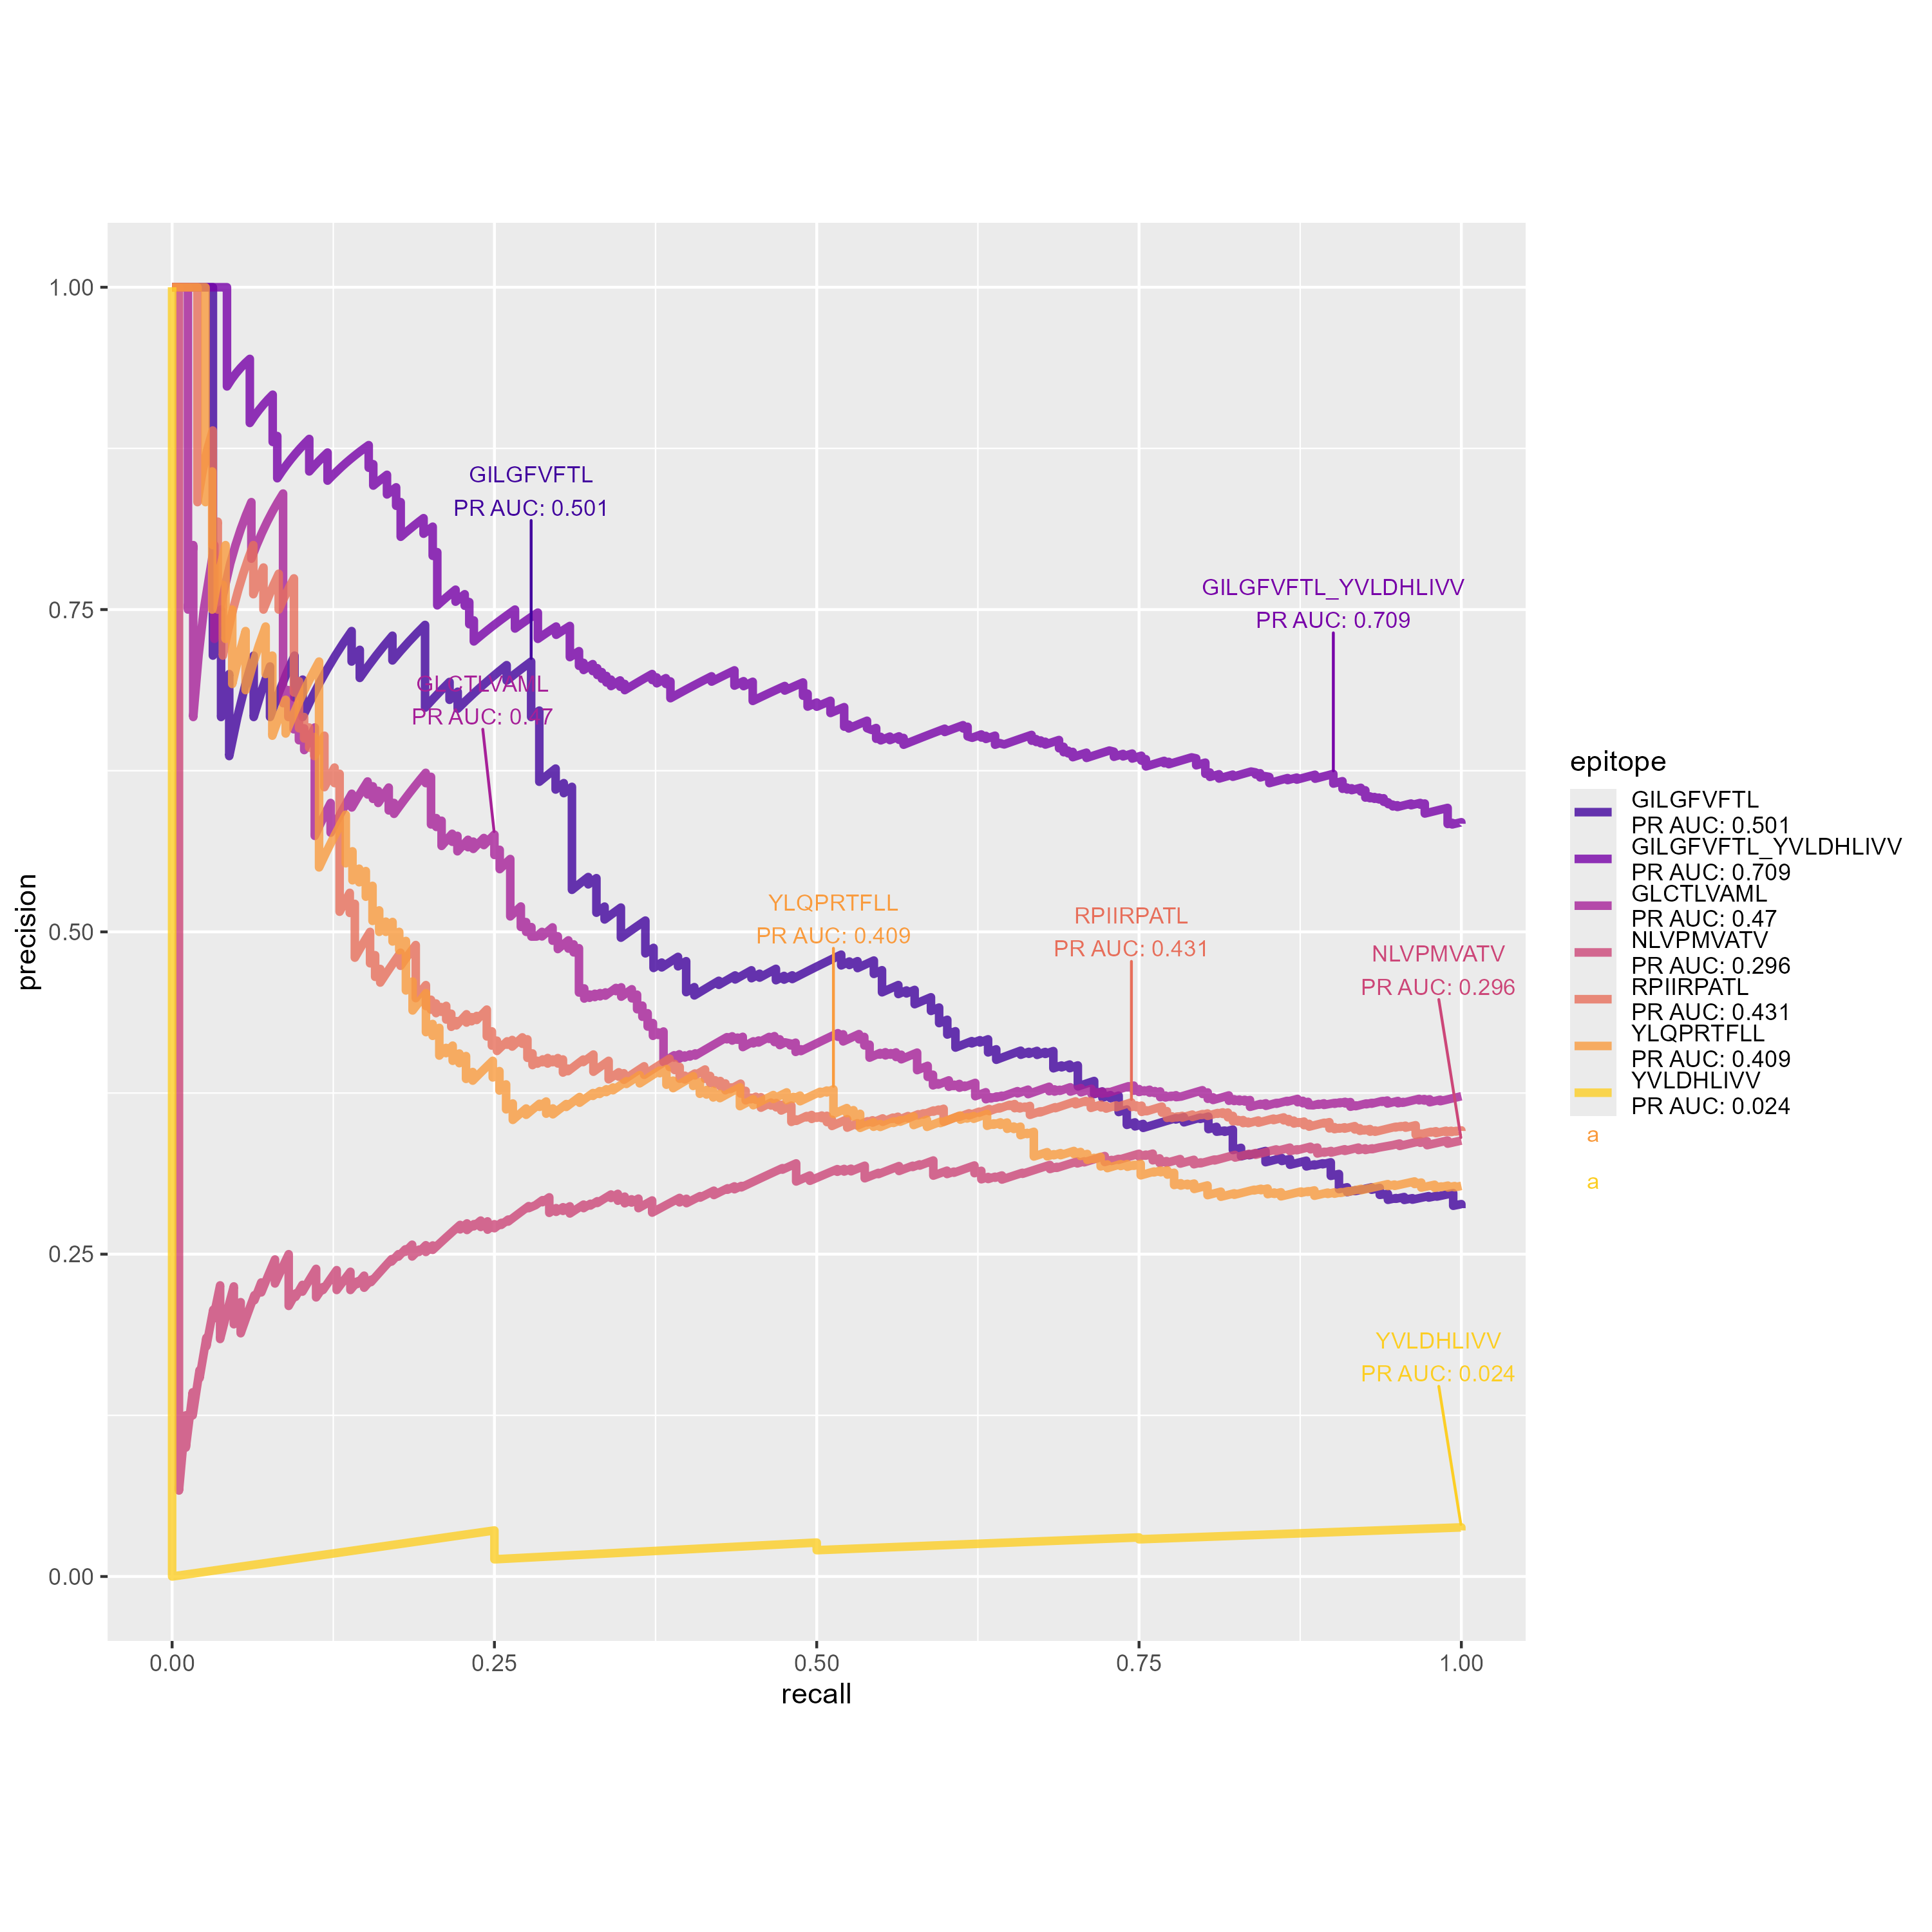 1.00
0.75
0.50
0.25
0.00
precision
GILGFVFTL
PR AUC: 0.501
GILGFVFTL_YVLDHLIVV
PR AUC: 0.709
GLCTLVAML
PR AUC: 0.47
YLQPRTFLL
PR AUC: 0.409
RPIIRPATL
PR AUC: 0.431
NLVPMVATV
PR AUC: 0.296
YVLDHLIVV
PR AUC: 0.024
0.00
0.25
0.50
0.75
1.00
recall
epitope
GILGFVFTL
PR AUC: 0.501
GILGFVFTL_YVLDHLIVV
PR AUC: 0.709
GLCTLVAML
PR AUC: 0.47
NLVPMVATV
PR AUC: 0.296
RPIIRPATL
PR AUC: 0.431
YLQPRTFLL
PR AUC: 0.409
YVLDHLIVV
PR AUC: 0.024
a
a